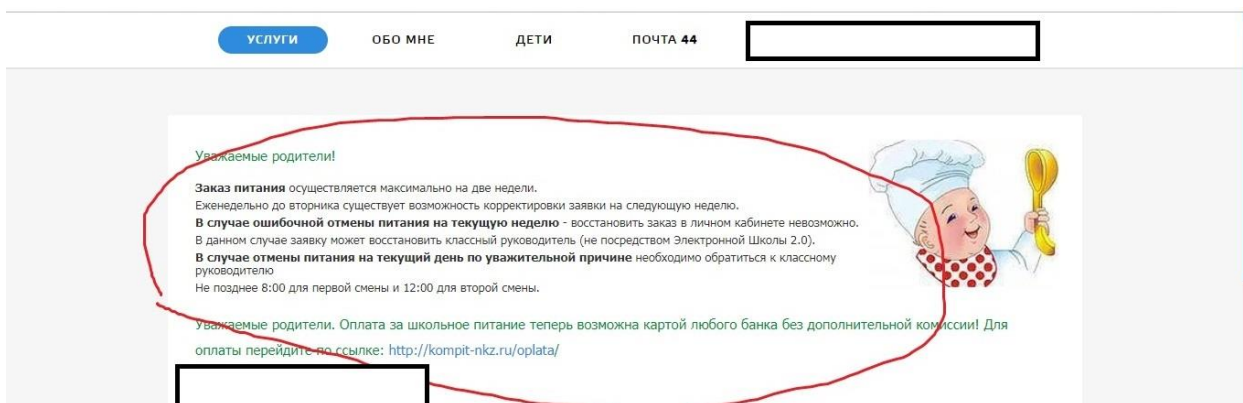 УСЛУГИ ОБО МНЕ ДЕТИ ПОЧТА 44
Уважаемые родители!
Заказ питания осуществляется максимально на две недели.
Еженедельно до вторника существует возможность корректировки заявки на следующую неделю.
В случае ошибочной отмены питания на текущую неделю - восстановить заказ в личном кабинете невозможно.
В данном случае заявку может восстановить классный руководитель (не посредством Электронной Школы 2.0).
В случае отмены питания на текущий день по уважительной причине необходимо обратиться к классному
руководителю
Не позднее 8:00 для первой смены и 12:00 для второй смены.
Уважаемые родители. Оплата за школьное питание теперь возможна картой любого банка без дополнительной комиссии! Для
оплаты перейдите по ссылке: http://kompit-nkz.ru/oplata/